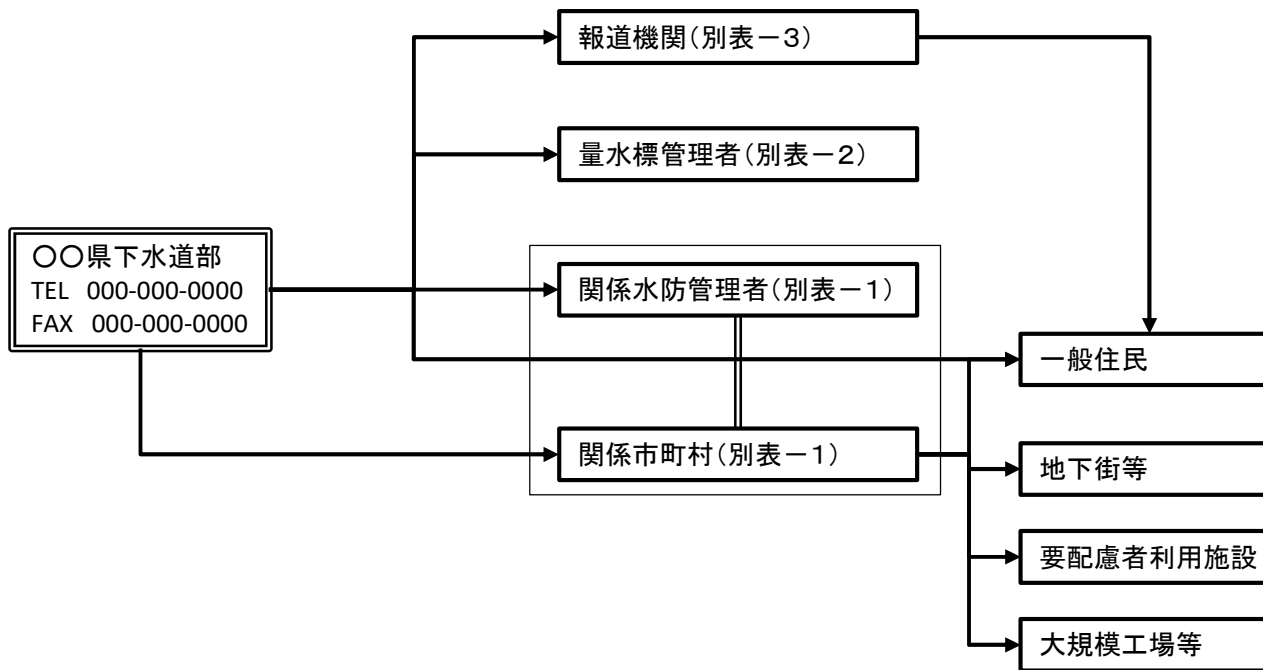 報道機関(別表－3)
量水標管理者(別表－2)
〇〇県下水道部
TEL 000-000-0000
FAX 000-000-0000
関係水防管理者(別表－1)
一般住民
関係市町村(別表－1)
地下街等
要配慮者利用施設
大規模工場等